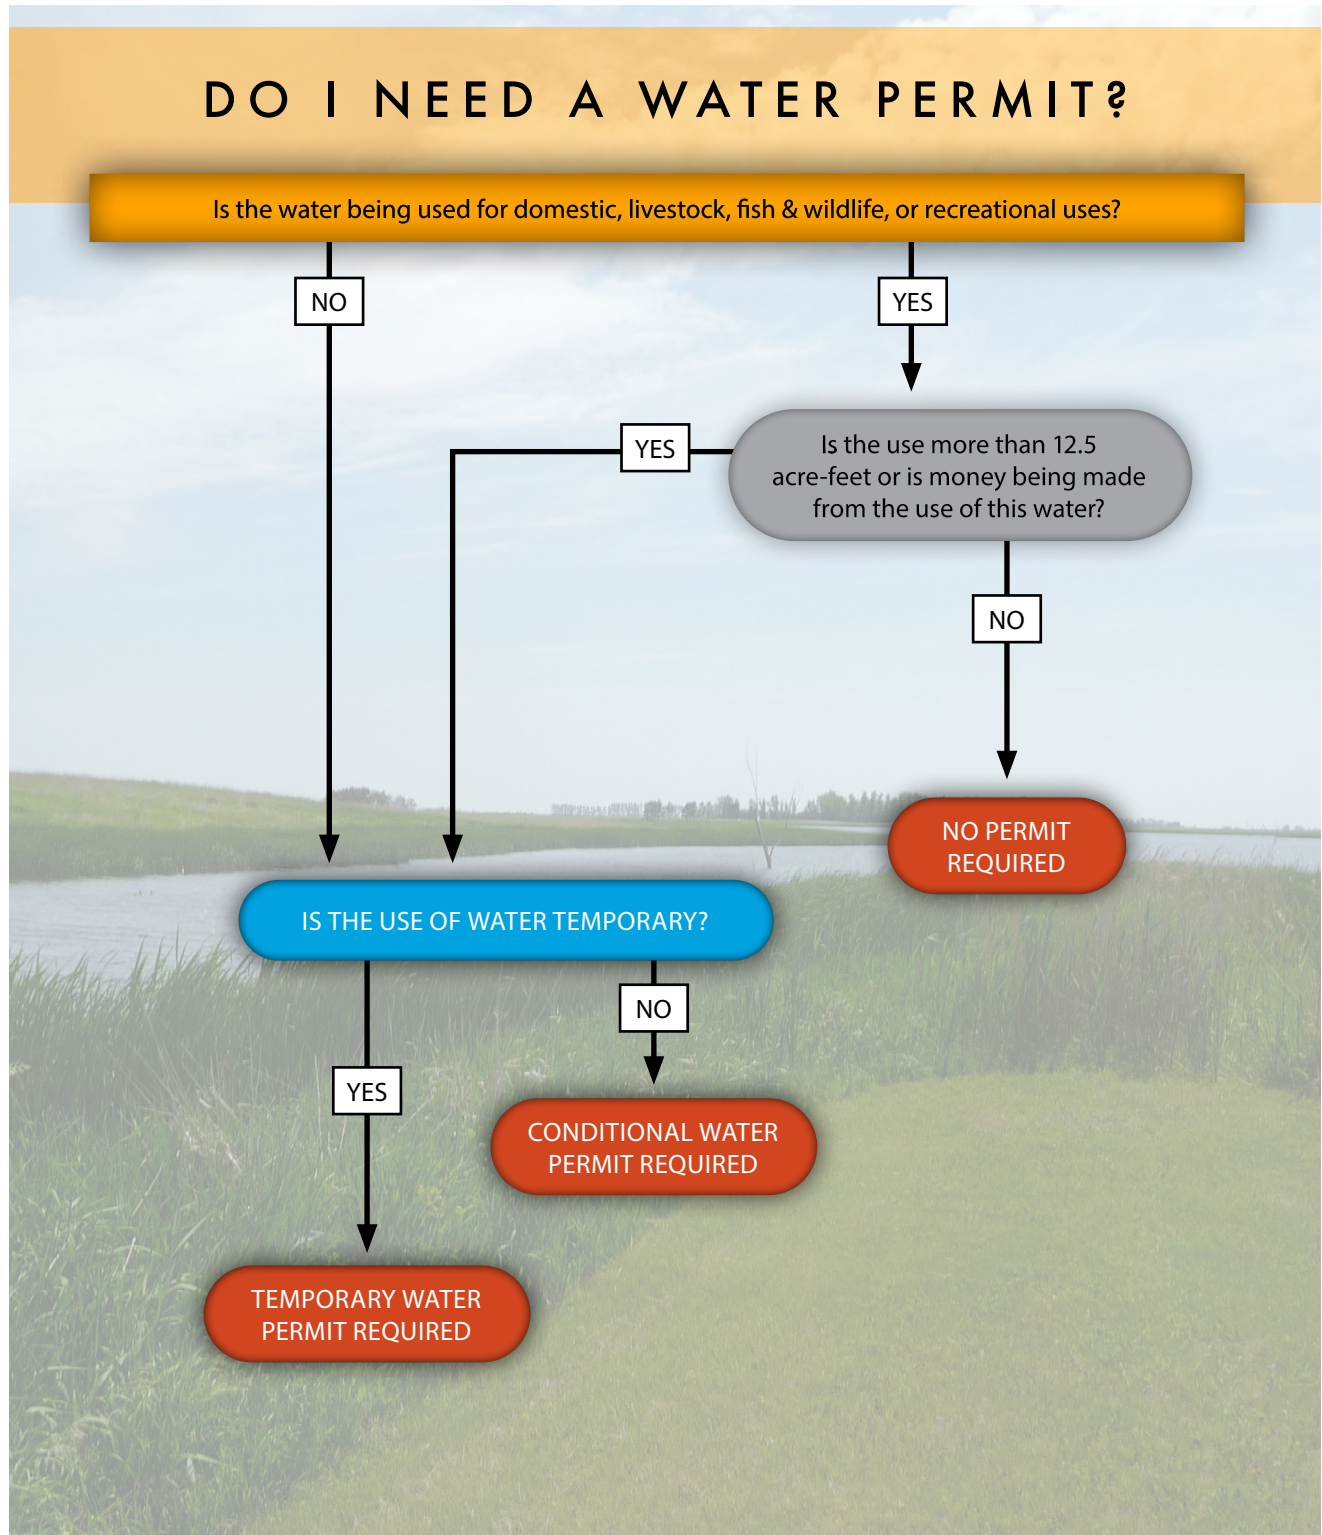 DO I NEED A WATER PERMIT?
Is the water being used for domestic, livestock, fish & wildlife, or recreational uses?
NO
YES
YES
Is the use more than 12.5
acre-feet or is money being made
from the use of this water?
NO
NO PERMIT
REQUIRED
IS THE USE OF WATER TEMPORARY?
NO
YES
CONDITIONAL WATER
PERMIT REQUIRED
TEMPORARY WATER
PERMIT REQUIRED